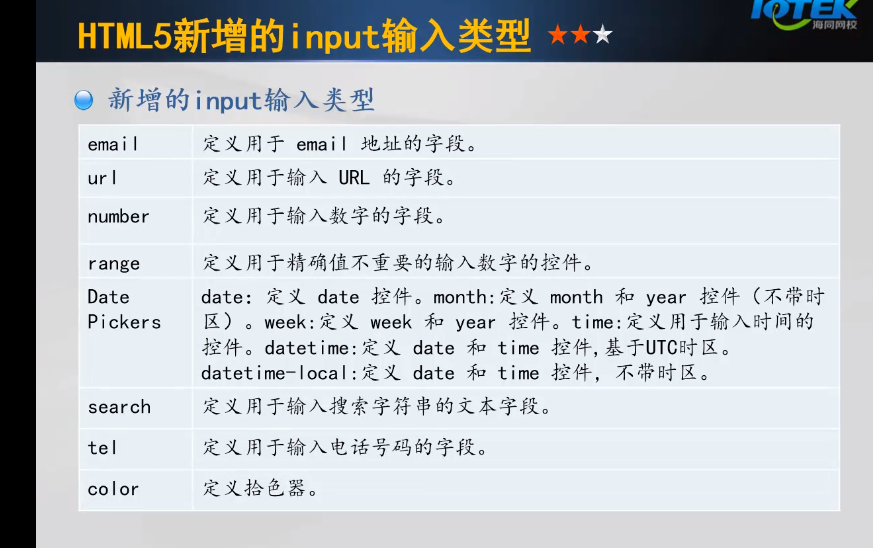 IOTEK
海同网校
HTML5新增的input输入类型
新增的input输入类型
email 定义用于 email 地址的字段。
url 定义用于输入 URL 的字段。
number 定义用于输入数字的字段。
range 定义用于精确值不重要的输入数字的控件。
Date date: 定义 date 控件。month:定义 month 和 year 控件（不带时
Pickers 区）。week:定义 week 和 year 控件。time:定义用于输入时间的
控件。datetime:定义 date 和 time 控件,基于UTC时区。
datetime-local:定义 date 和 time 控件, 不带时区。
search 定义用于输入搜索字符串的文本字段。
tel 定义用于输入电话号码的字段。
color 定义拾色器。